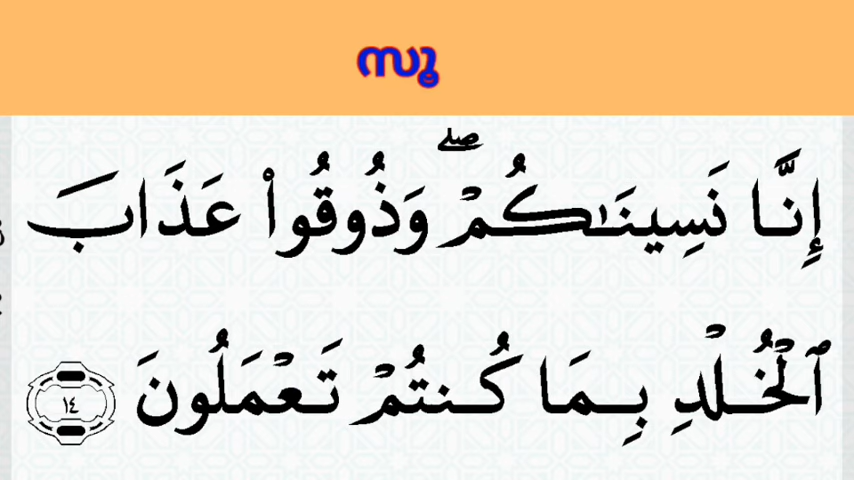 സൂ
إِنَّا نَسِينَـٰكُمْ ۖ وَذُوقُوا۟ عَذَابَ
ٱلْخُلْدِ بِمَا كُنتُمْ تَعْمَلُونَ ١٤